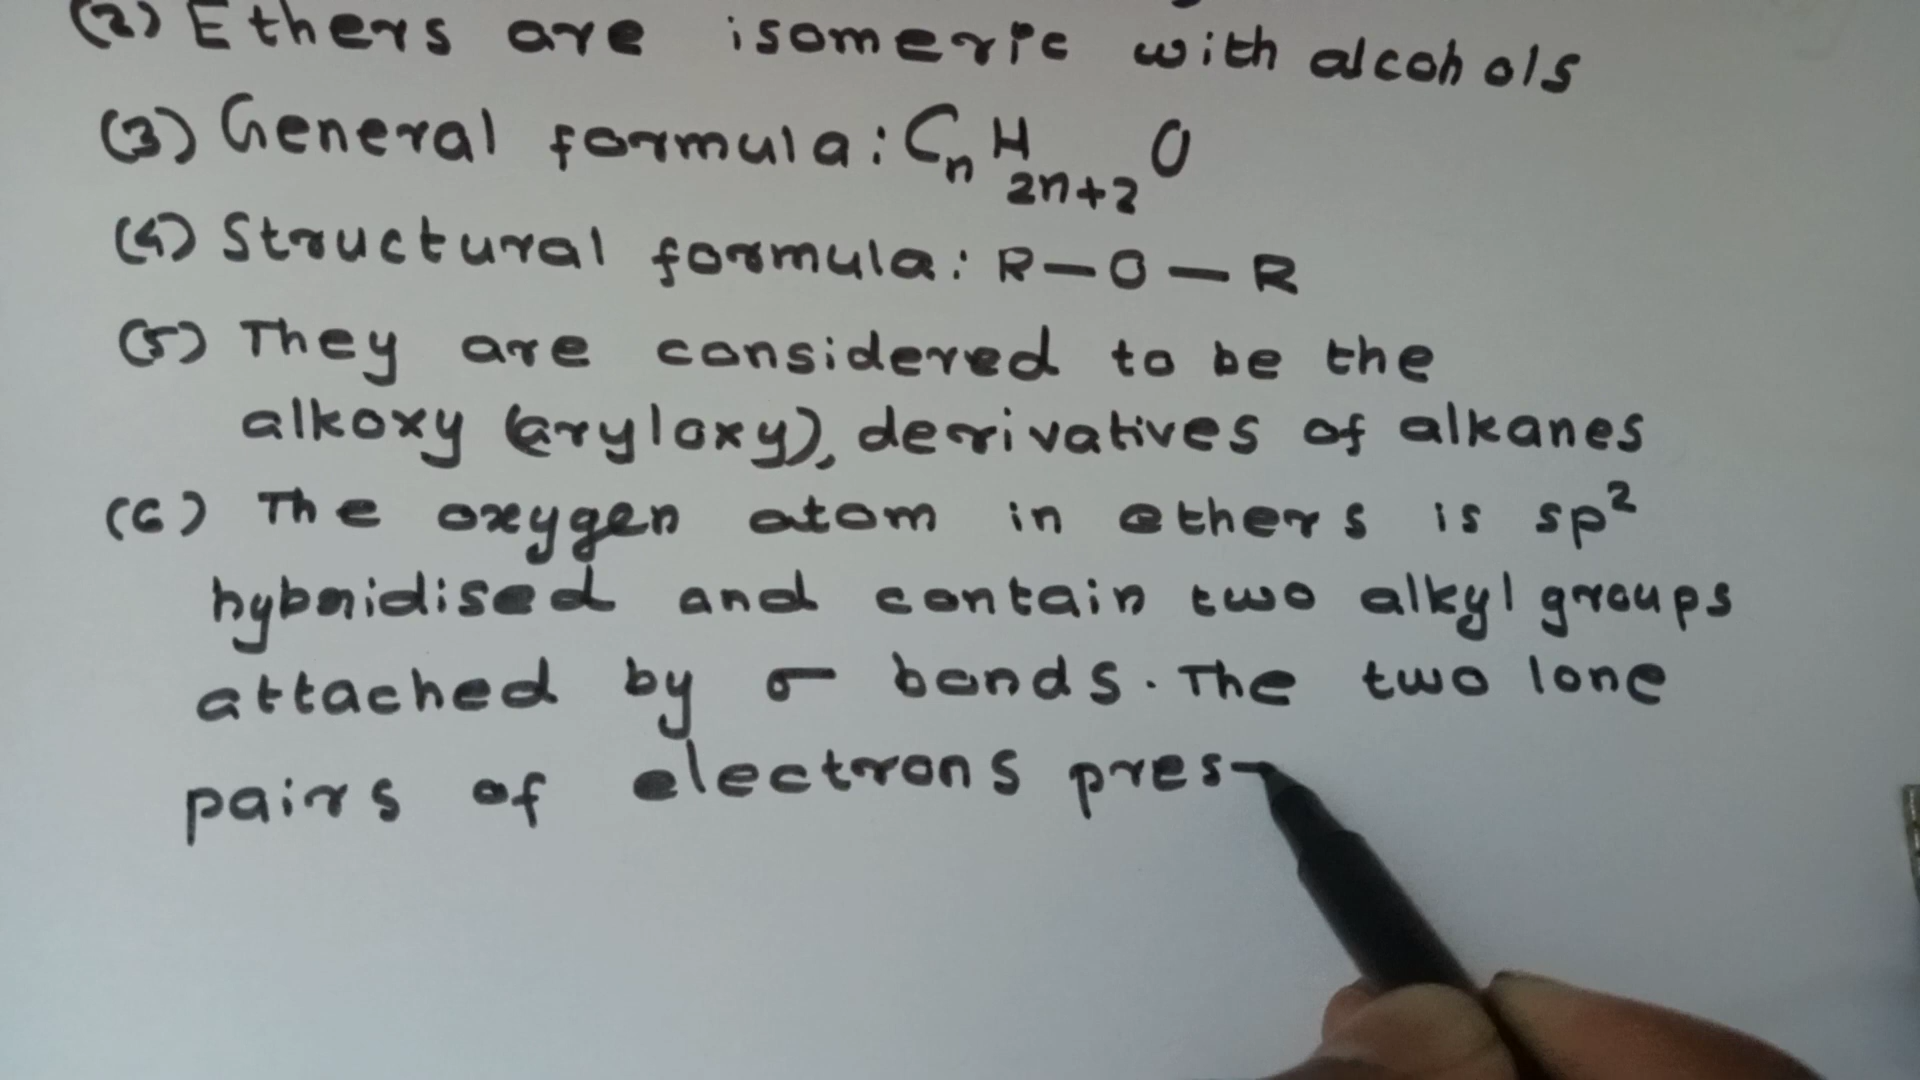 (2) Ethers are isomeric with alcohols
(3) General formula: CnH2n+2O
(4) Structural formula: R-O-R
(5) They are considered to be the
alkoxy (aryloxy), derivatives of alkanes
(6) The oxygen atom in ethers is sp²
hybridised and contain two alkyl groups
attached by σ bonds. The two lone
pairs of electrons pres